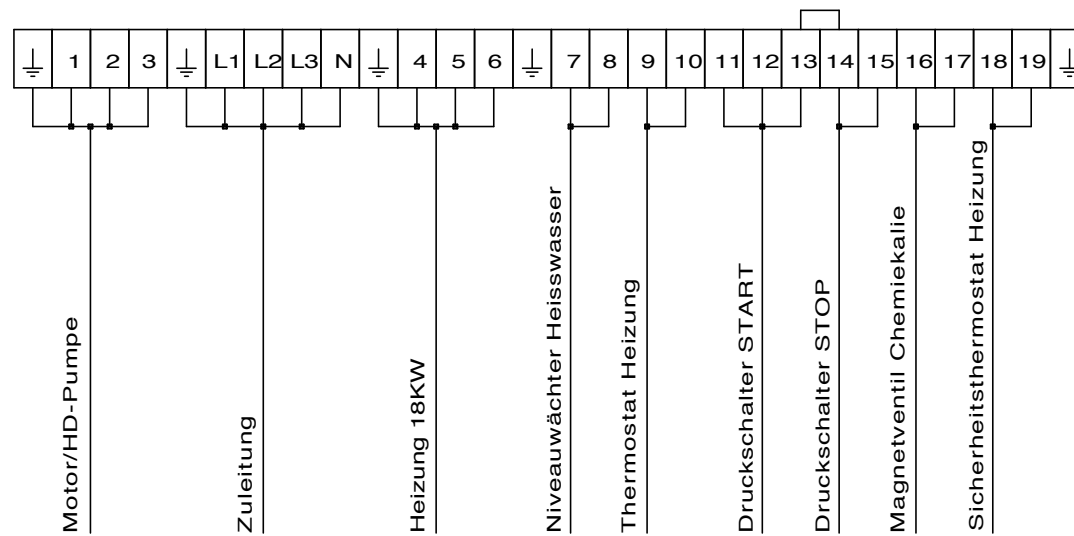 1 2 3 L1 L2 L3 N 4 5 6 7 8 9 10 11 12 13 14 15 16 17 18 19
Motor/HD-Pumpe
Zuleitung
Heizung 18KW
Niveauwächter Heisswasser
Thermostat Heizung
Druckschalter START
Druckschalter STOP
Magnetventil Chemiekalie
Sicherheitsthermostat Heizung